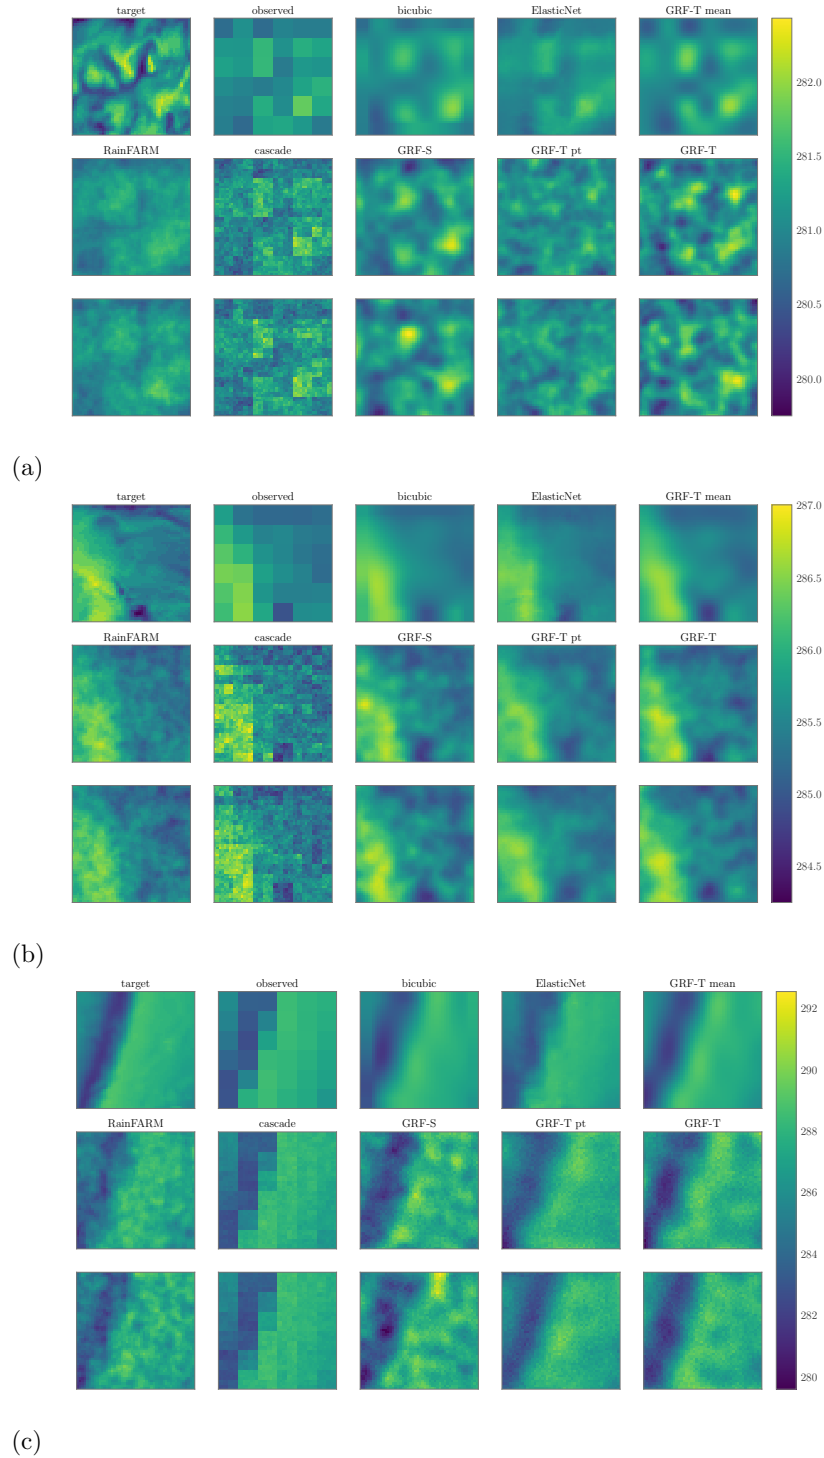 target observed bicubic ElasticNet GRF-T mean
282.0
RainFARM cascade GRF-S GRF-T pt GRF-T
281.5
281.0
280.5
280.0
(a)
target observed bicubic ElasticNet GRF-T mean
287.0
286.5
RainFARM cascade GRF-S GRF-T pt GRF-T
286.0
285.5
285.0
284.5
(b)
target observed bicubic ElasticNet GRF-T mean
292
290
RainFARM cascade GRF-S GRF-T pt GRF-T
288
286
284
282
280
(c)